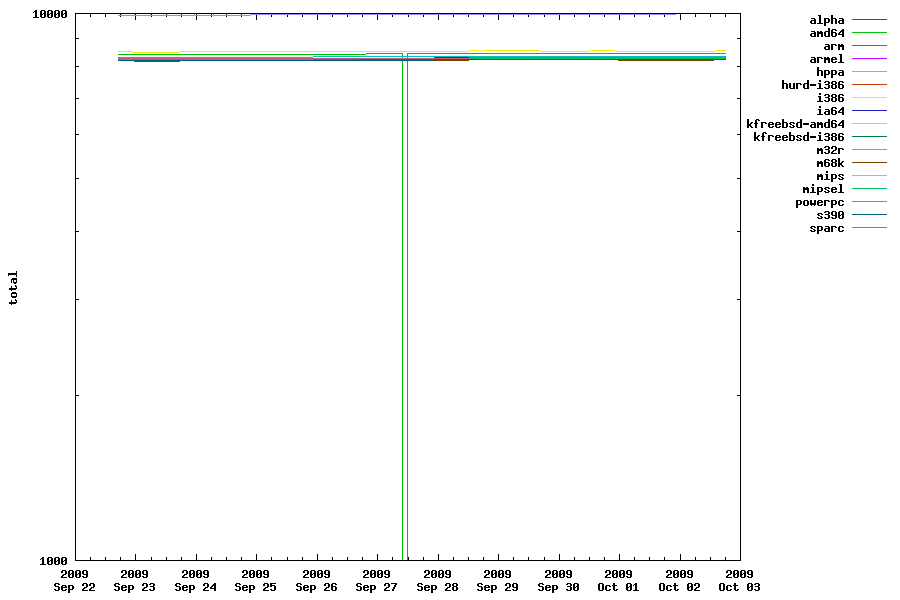 10000
1000
total
alpha
amd64
arm
armel
hppa
hurd-i386
i386
ia64
kfreebsd-amd64
kfreebsd-i386
m32r
m68k
mips
mipsel
powerpc
s390
sparc
2009 2009 2009 2009 2009 2009 2009 2009 2009 2009 2009 2009
Sep 22 Sep 23 Sep 24 Sep 25 Sep 26 Sep 27 Sep 28 Sep 29 Sep 30 Oct 01 Oct 02 Oct 03